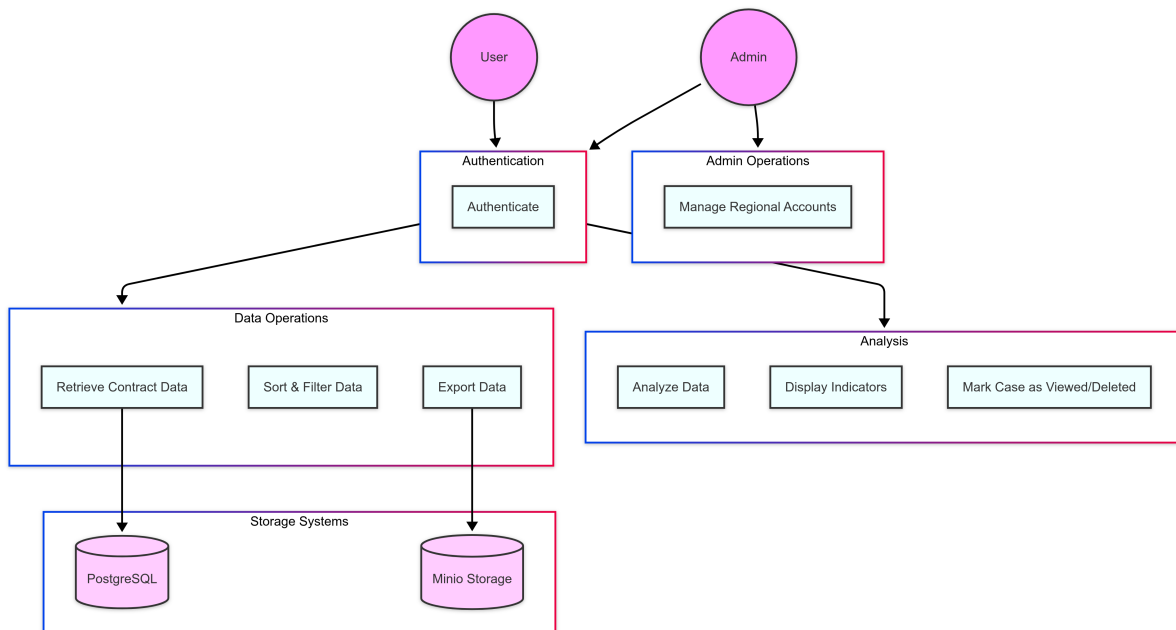 User
Admin
Authentication
Authenticate
Admin Operations
Manage Regional Accounts
Data Operations
Retrieve Contract Data
Sort & Filter Data
Export Data
Analysis
Analyze Data
Display Indicators
Mark Case as Viewed/Deleted
Storage Systems
PostgreSQL
Minio Storage